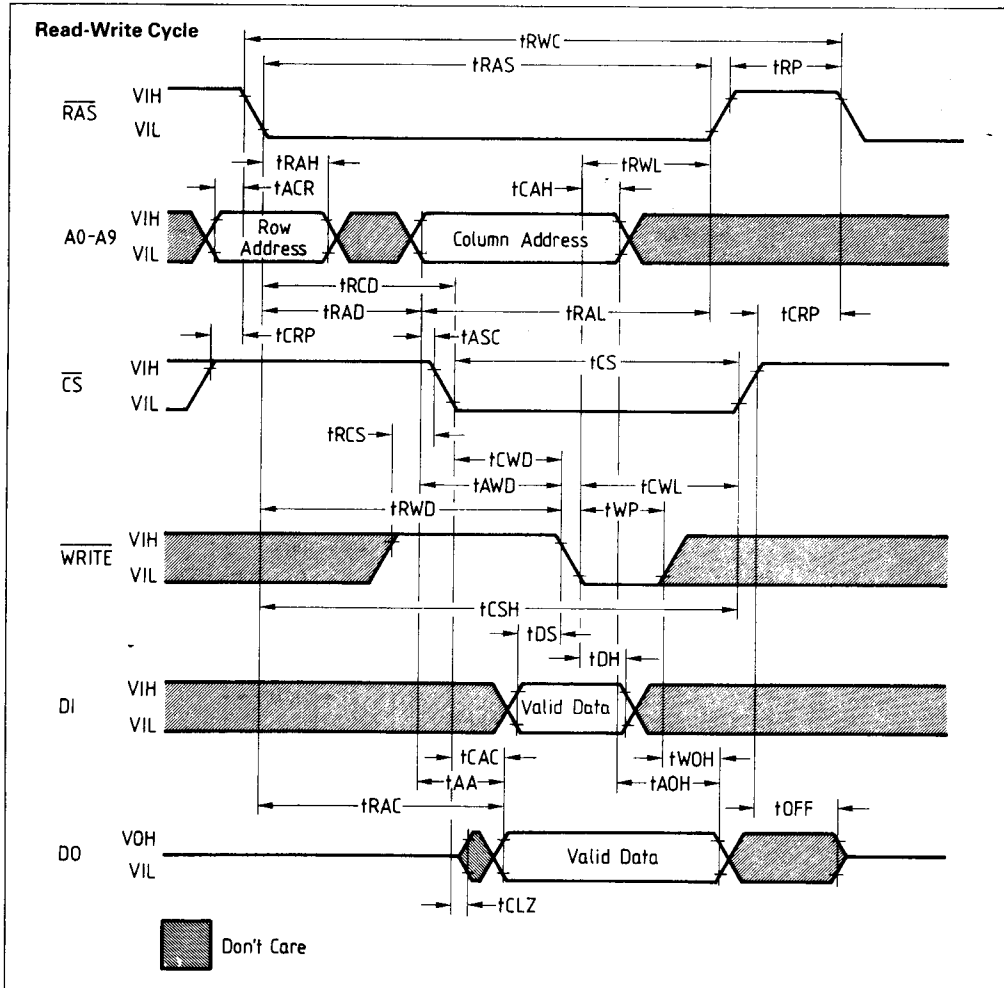 Read-Write Cycle
tRWC
tRAS
tRP
RAS
VIH
VIL
tRAH
tRWL
tACR
tCAH
A0-A9
VIH
VIL
Row
Address
Column Address
tRCD
tRAD
tRAL
tCRP
tCRP
tASC
CS
VIH
VIL
tCS
tRCS
tCWD
tAWD
tCWL
tRWD
tWP
WRITE
VIH
VIL
tCSH
tDS
tDH
DI
VIH
VIL
Valid Data
tCAC
tWOH
tAA
tAOH
tRAC
tOFF
DO
VOH
VIL
Valid Data
tCLZ
Don't Care